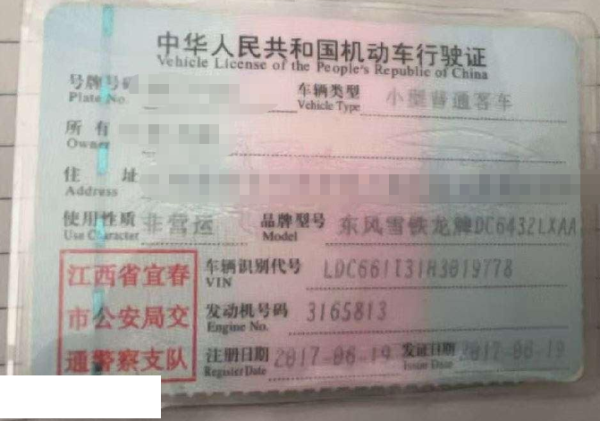 中华人民共和国机动车行驶证
Vehicle License of the People's Republic of China
号牌号码 车辆类型 小型普通客车
Plate No. Vehicle Type
所有
Owner
住 址
Address
使用性质 非营运 品牌型号 东风雪铁龙牌DC6432LXAA
Use Character Model
江西省宜春
市公安局交
通警察支队
车辆识别代号
VIN
发动机号码 3165813
Engine No.
注册日期 2017-06-19 发证日期 2017-06-19
Register Date Issue Date